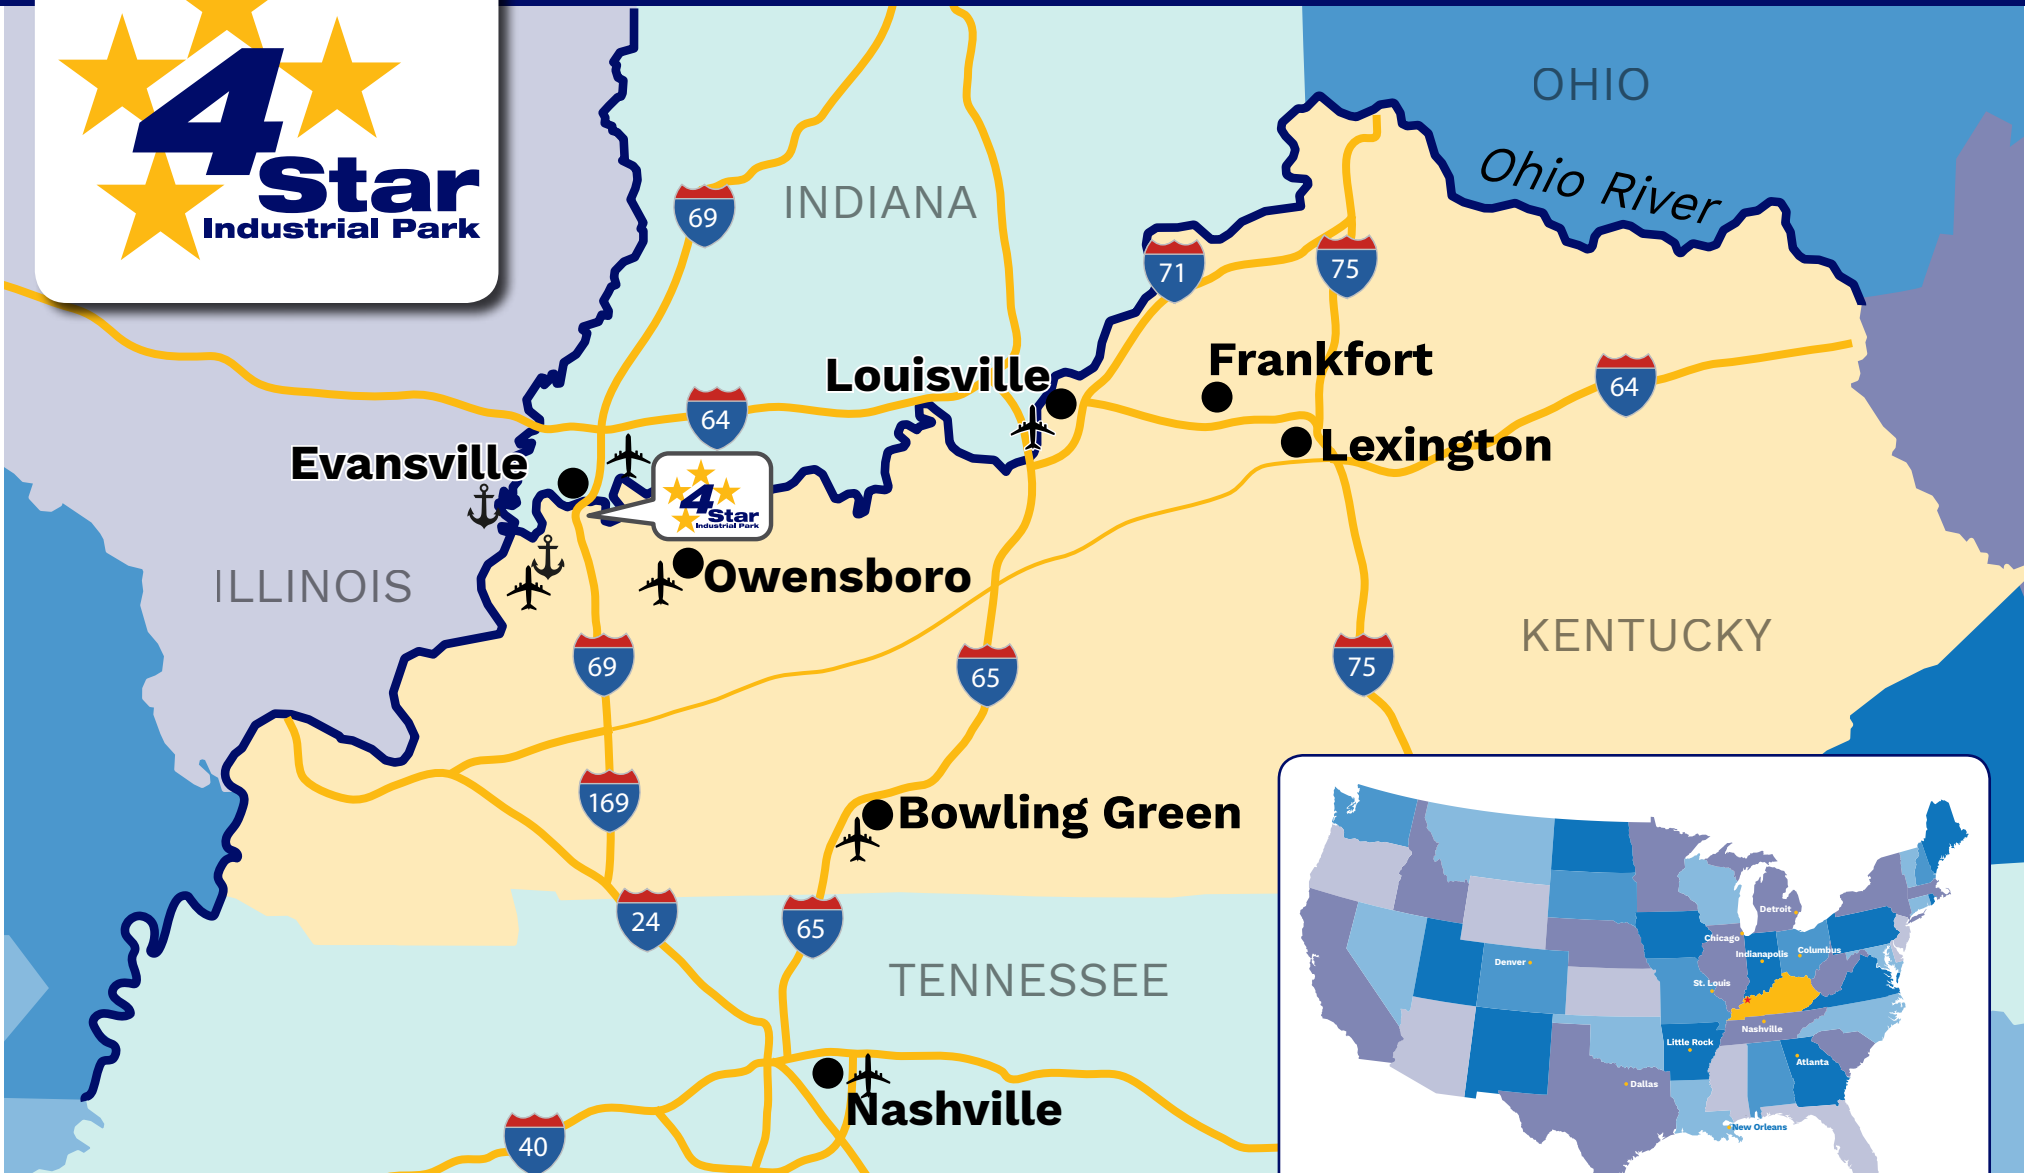 4
Star
Industrial Park
OHIO
Ohio River
INDIANA
69
71
75
Louisville
Frankfort
64
64
Evansville
Lexington
4
Star
Industrial Park
ILLINOIS
Owensboro
KENTUCKY
69
65
75
169
Bowling Green
24
65
TENNESSEE
Nashville
40
Detroit
Chicago
Columbus
Indianapolis
Denver
St. Louis
Nashville
Little Rock
Atlanta
Dallas
New Orleans